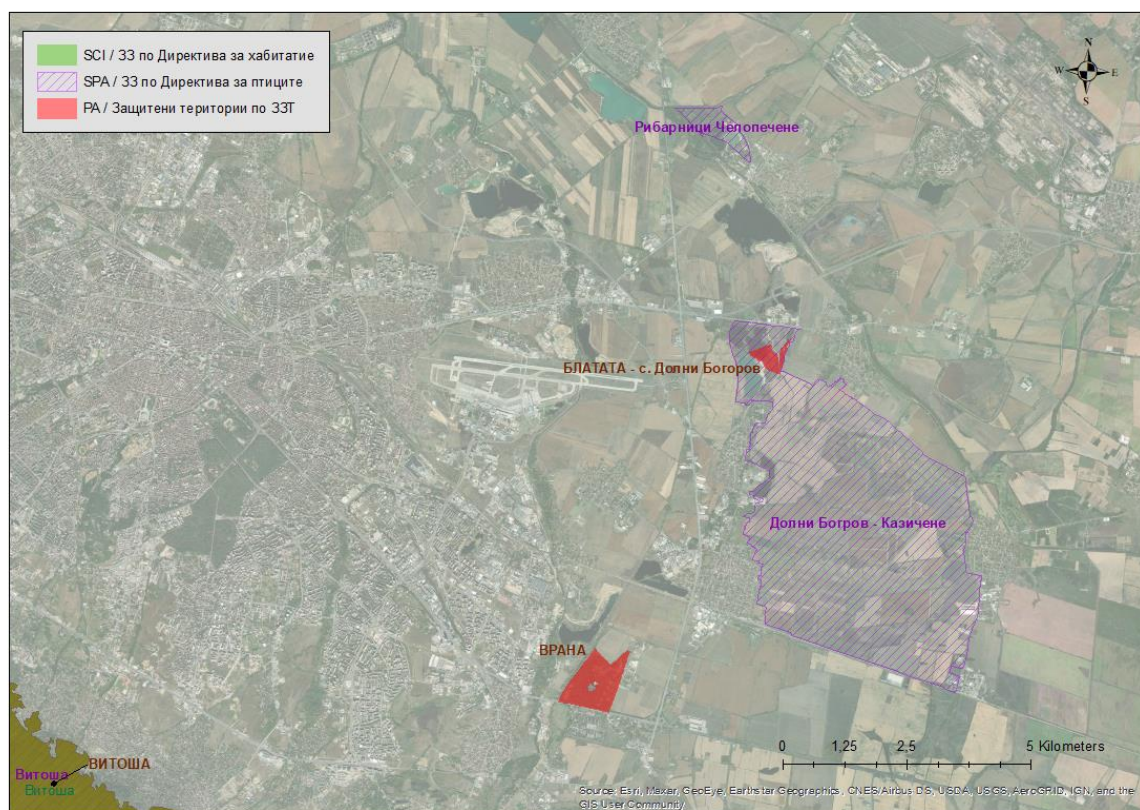 SCI / ЗЗ по Директива за хабитатие
SPA / ЗЗ по Директива за птиците
PA / Защитени територии по ЗЗТ
N
W
E
S
Рибарници Челопечене
БЛАТАТА - с. Долни Богоров
Долни Богров - Казичене
ВРАНА
ВИТОША
Витоша
Витоша
0 1,25 2,5 5 Kilometers
Source: Esri, Maxar, GeoEye, Earthstar Geographics, CNES/Airbus DS, USDA, USGS, AeroGRID, IGN, and the
GIS User Community